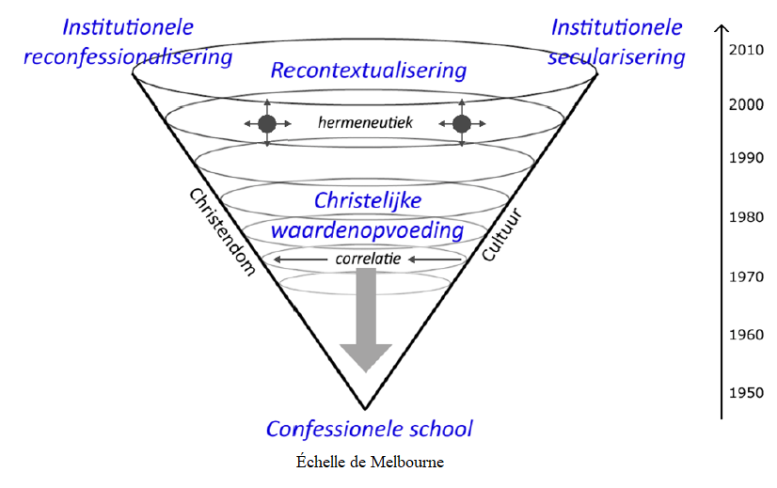 Institutionele
reconfessionalisering
Institutionele
secularisering
Recontextualisering
hermeneutiek
Christelijke
waardenopvoeding
correlatie
Christendom
Cultuur
Confessionele school
Échelle de Melbourne
2010
2000
1990
1980
1970
1960
1950